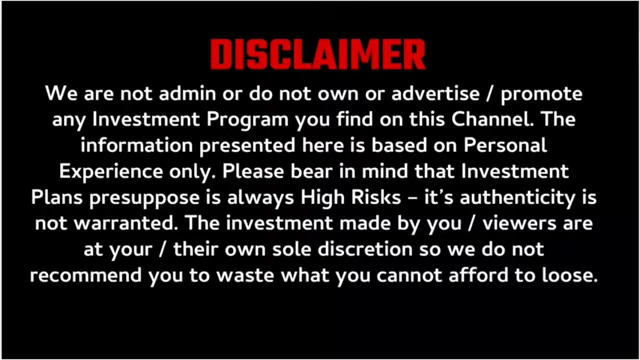 DISCLAIMER
We are not admin or do not own or advertise / promote
any Investment Program you find on this Channel. The
information presented here is based on Personal
Experience only. Please bear in mind that Investment
Plans presuppose is always High Risks – it's authenticity is
not warranted. The investment made by you / viewers are
at your / their own sole discretion so we do not
recommend you to waste what you cannot afford to loose.